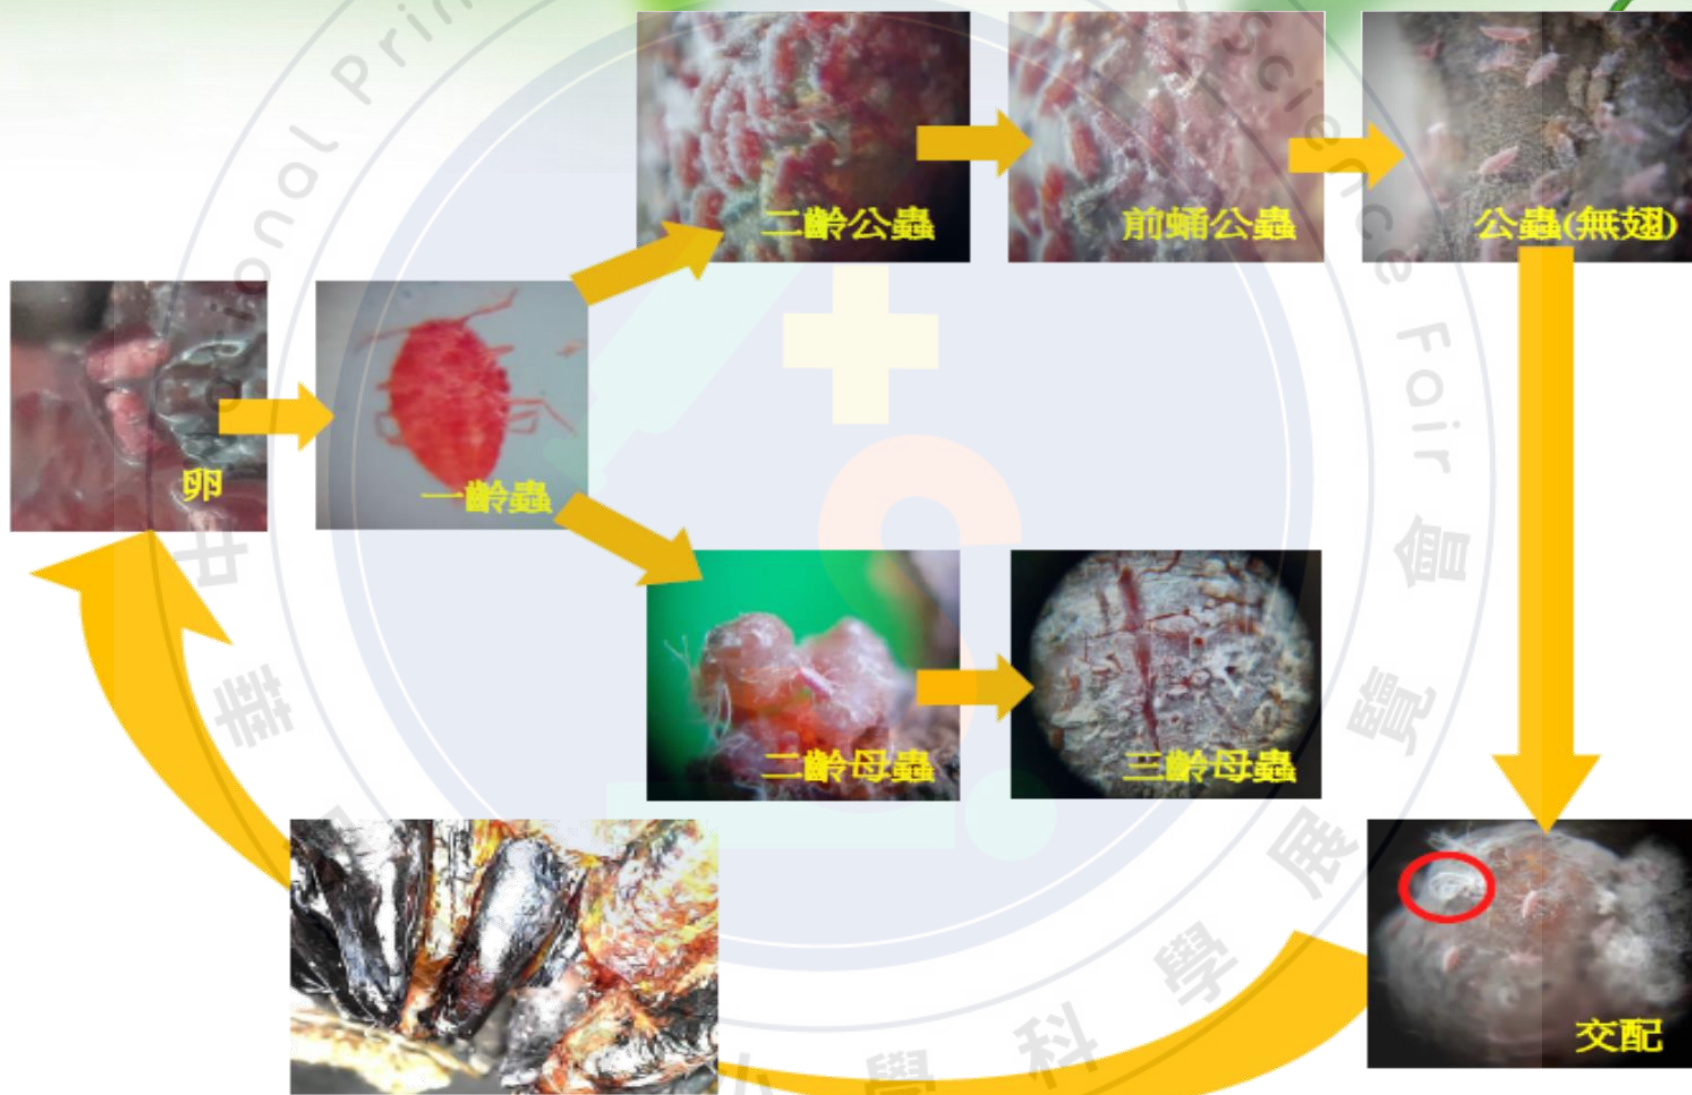 二齡公蟲
前蛹公蟲
公蟲(無翅)
卵
一齡蟲
二齡母蟲
三齡母蟲
交配